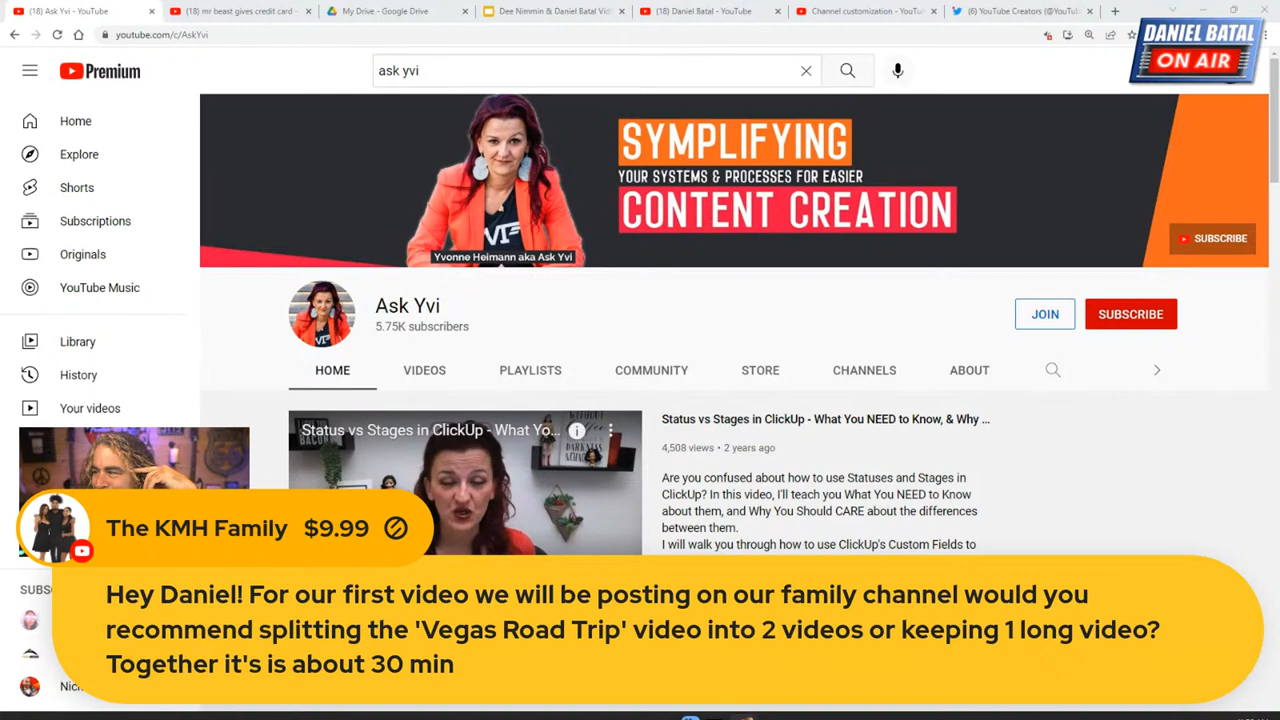 (18) Ask Yvi - YouTube
(18) mr beast gives credit card -
My Drive - Google Drive
Dee Nimmin & Daniel Batal Vid
(18) Daniel Batal - YouTube
Channel customization - YouTu
(6) YouTube Creators (@YouTub
youtube.com/c/AskYvi
DANIEL BATAL
ON AIR
Premium
ask yvi
Home
Explore
Shorts
Subscriptions
Originals
YouTube Music
Library
History
Your videos
SYMPLIFYING
YOUR SYSTEMS & PROCESSES FOR EASIER
CONTENT CREATION
Yvonne Heimann aka Ask Yvi
SUBSCRIBE
Ask Yvi
5.75K subscribers
JOIN
SUBSCRIBE
HOME
VIDEOS
PLAYLISTS
COMMUNITY
STORE
CHANNELS
ABOUT
Status vs Stages in ClickUp - What Yo...
Status vs Stages in ClickUp - What You NEED to Know, & Why ...
4,508 views • 2 years ago
Are you confused about how to use Statuses and Stages in
ClickUp? In this video, I'll teach you What You NEED to Know
about them, and Why You Should CARE about the differences
between them.
I will walk you through how to use ClickUp's Custom Fields to
The KMH Family $9.99
Hey Daniel! For our first video we will be posting on our family channel would you
recommend splitting the 'Vegas Road Trip' video into 2 videos or keeping 1 long video?
Together it's is about 30 min
SUBS
Nick